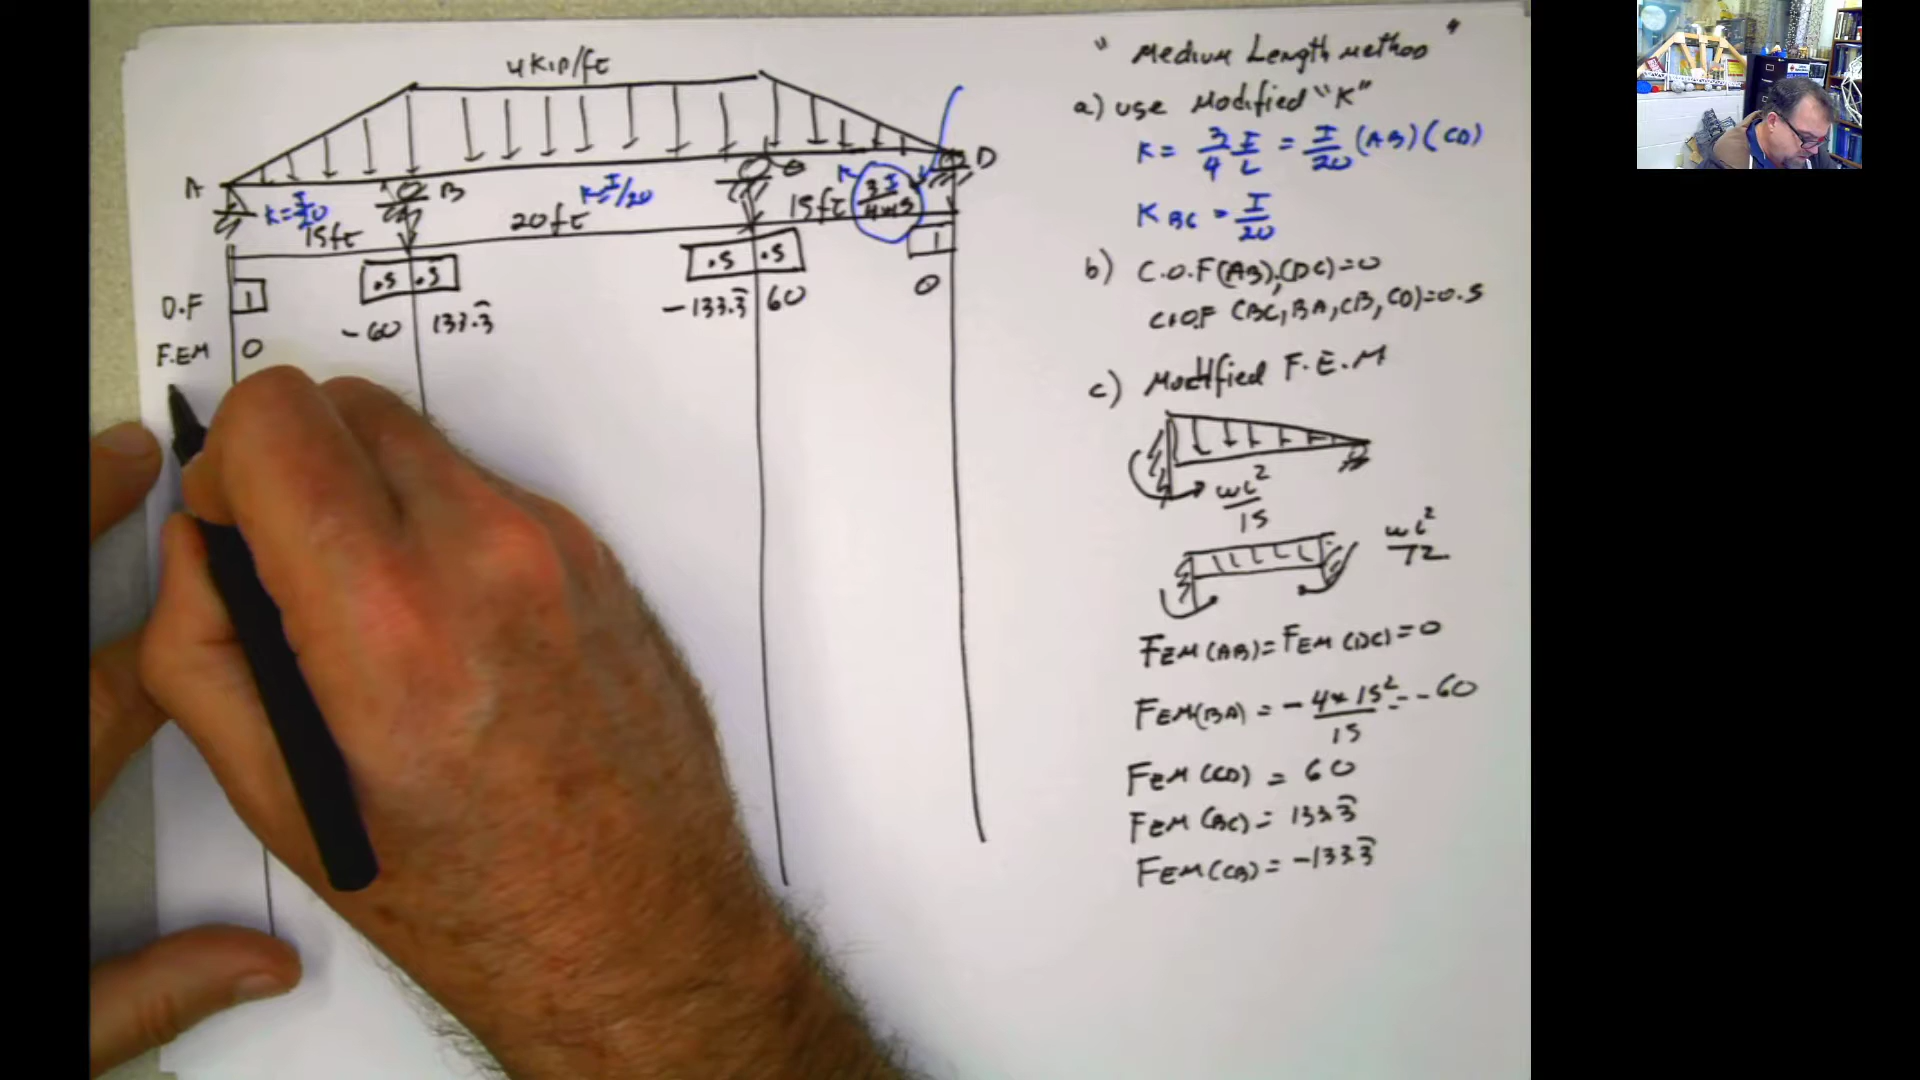 4 KIP/ft
A
B
D
K=I/20
15ft
K=I/20
20ft
15ft
K
3 I
4*15
D.F
1
.5 .5
.5 .5
1
F.EM
0
-60 133.3̅
-133.3̅ 60
0
" Medium Length method "
a) use Modified "K"
K = 3/4 I/L = I/20 (AB) (CD)
K BC = I/20
b) C.O.F (AB), (DC) = 0
C.O.F (BC, BA, CB, CD) = 0.5
c) Modified F.E.M
wL²/15
wL²/12
FEM (AB) = FEM (DC) = 0
FEM (BA) = - 4*15²/15 = -60
FEM (CD) = 60
FEM (BC) = 133.3̅
FEM (CB) = -133.3̅